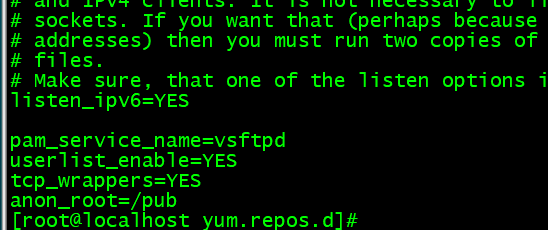 # and IPv4 clients. It is not necessary to
# sockets. If you want that (perhaps because
# addresses) then you must run two copies of
# files.
# Make sure, that one of the listen options
listen_ipv6=YES
pam_service_name=vsftpd
userlist_enable=YES
tcp_wrappers=YES
anon_root=/pub
[root@localhost yum.repos.d]#